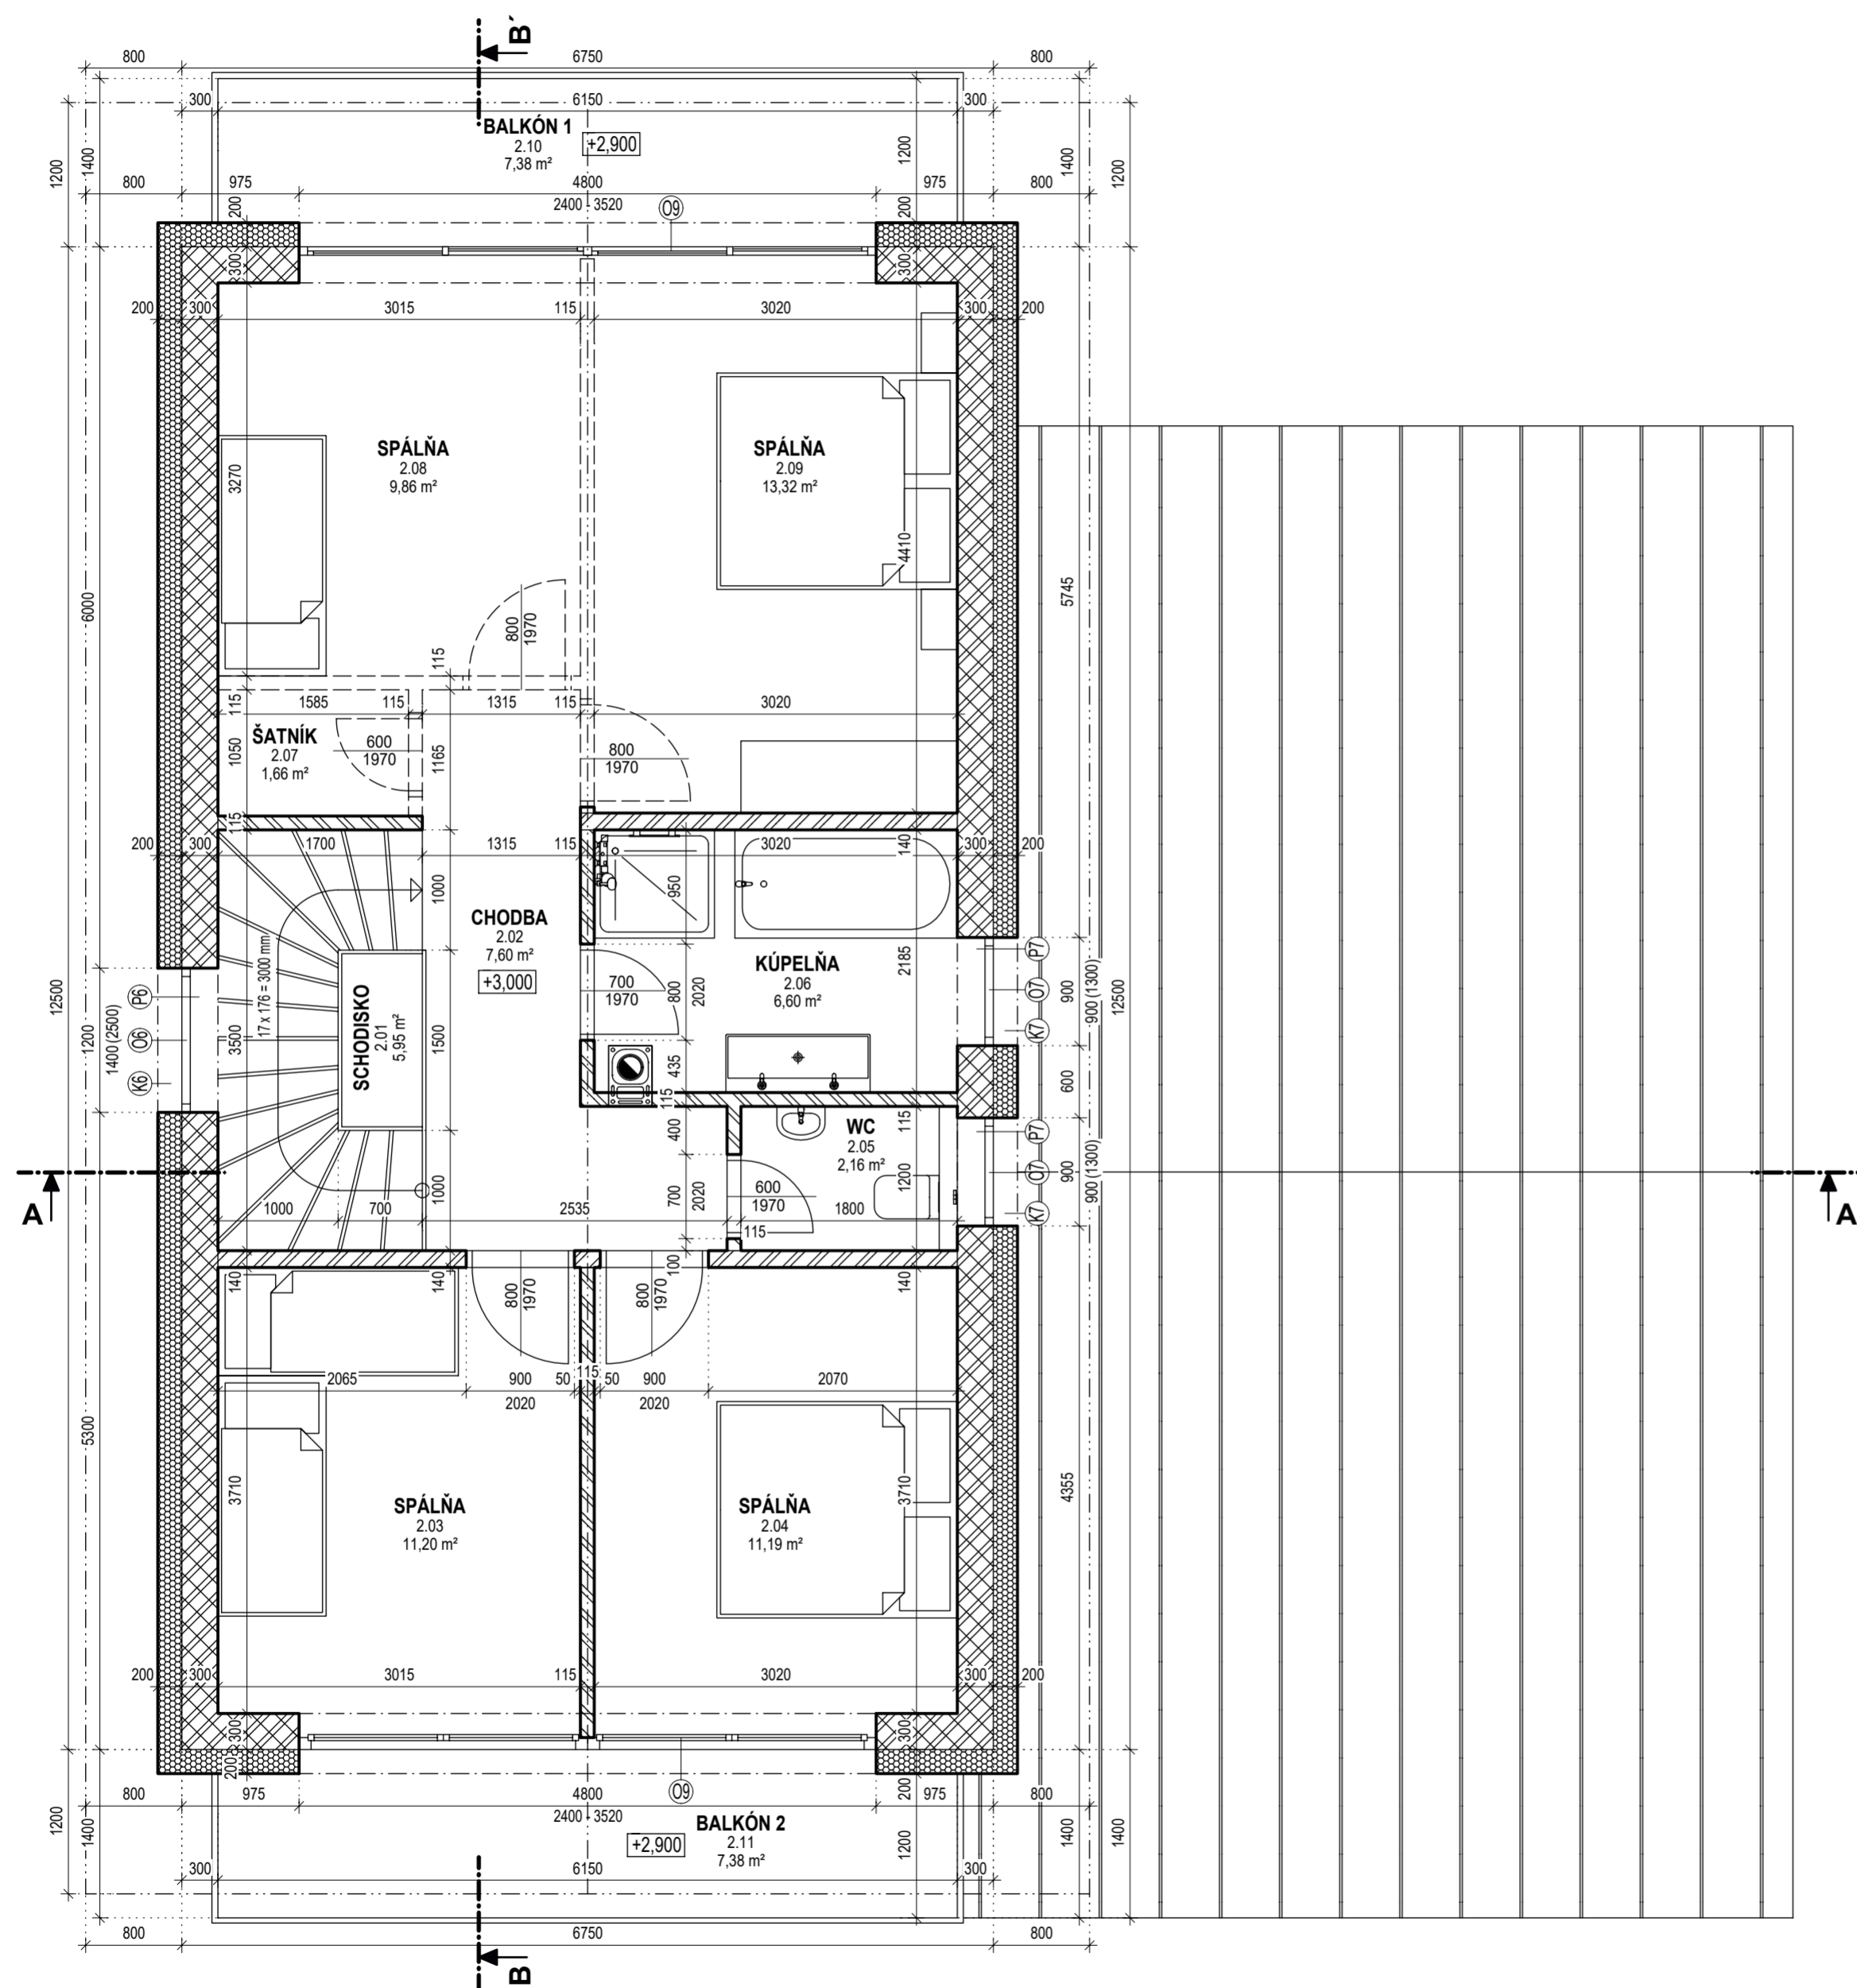 B´
800 6750 800
300 6150 300
BALKÓN 1
2.10
7,38 m²
+2,900
1200 1400 1200 1400 1200
800 975 4800 975 800
2400 - 3520
O9
200 200
300 300
200 300 3015 115 3020 300 200
SPÁLŇA
2.08
9,86 m²
SPÁLŇA
2.09
13,32 m²
3270
4410
6000
5745
800
1970
115
115 1585 115 1315 115 3020
ŠATNÍK
2.07
1,66 m²
1050
600
1970
1165
800
1970
115
200 300 1700 1315 115 3020 140 300 200
1000
950
CHODBA
2.02
7,60 m²
+3,000
KÚPELŇA
2.06
6,60 m²
2185
700
1970
800
2020
17 x 176 = 3000 mm
SCHODISKO
2.01
5,95 m²
3500
1500
P6
O6
K6
12500
1200
1400 (2500)
P7
O7
K7
900
900 (1300)
12500
600
435
115
400
WC
2.05
2,16 m²
115
1200
P7
O7
K7
900
900 (1300)
A
A
1000
700
2020
600
1970
1000 700 2535 115 1800
100
140 140 140
800
1970
800
1970
2065 900 50 115 50 900 2070
2020 2020
5300
3710
3710
4355
SPÁLŇA
2.03
11,20 m²
SPÁLŇA
2.04
11,19 m²
200 300 3015 115 3020 300 200
300 300
200 200
800 975 4800 975 800
2400 - 3520
O9
BALKÓN 2
2.11
7,38 m²
+2,900
1200 1400 1200 1400 1400
300 6150 300
800 6750 800
B